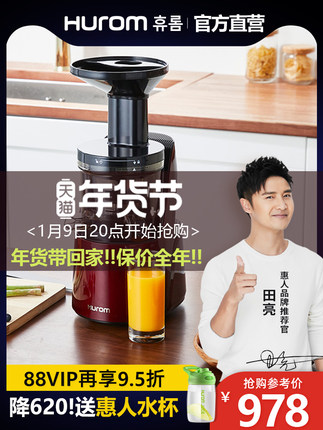 HUROM 휴롬 官方直营
天猫 年货节
<1月9日20点开始抢购>
年货带回家!!保价全年!!
惠人品牌推荐官
田亮
HUROM
88VIP再享9.5折
降620!送惠人水杯
抢购参考价
¥978